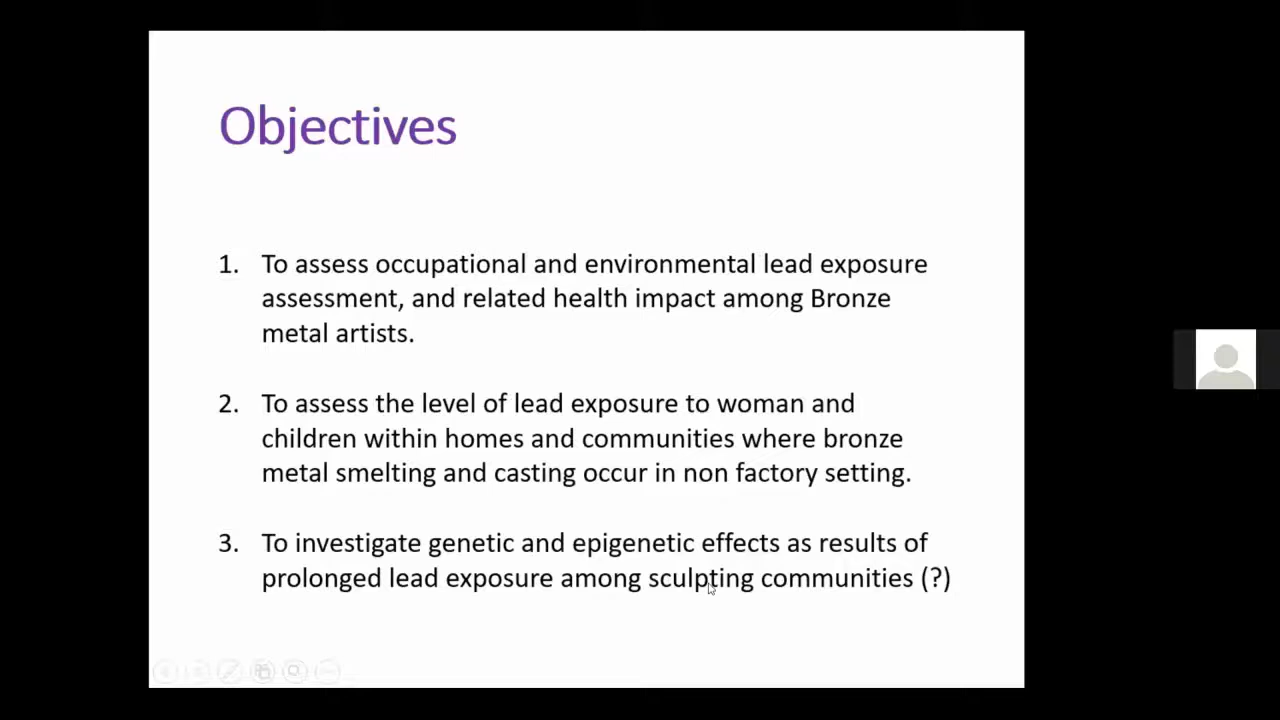 Objectives
1. To assess occupational and environmental lead exposure
assessment, and related health impact among Bronze
metal artists.
2. To assess the level of lead exposure to woman and
children within homes and communities where bronze
metal smelting and casting occur in non factory setting.
3. To investigate genetic and epigenetic effects as results of
prolonged lead exposure among sculpting communities (?)